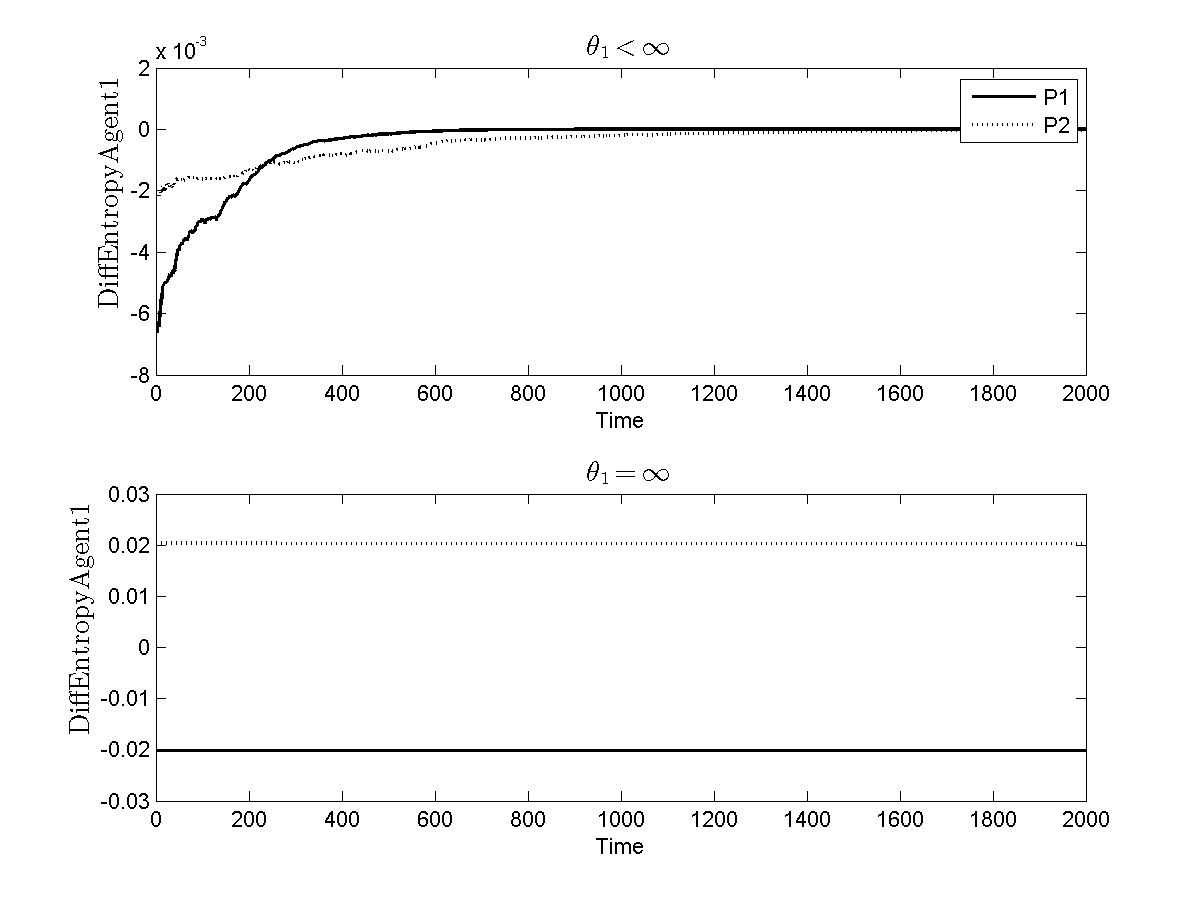 θ₁ < ∞
x 10⁻³
DiffEntropyAgent1
2
0
-2
-4
-6
-8
P1
P2
0 200 400 600 800 1000 1200 1400 1600 1800 2000
Time
θ₁ = ∞
DiffEntropyAgent1
0.03
0.02
0.01
0
-0.01
-0.02
-0.03
0 200 400 600 800 1000 1200 1400 1600 1800 2000
Time